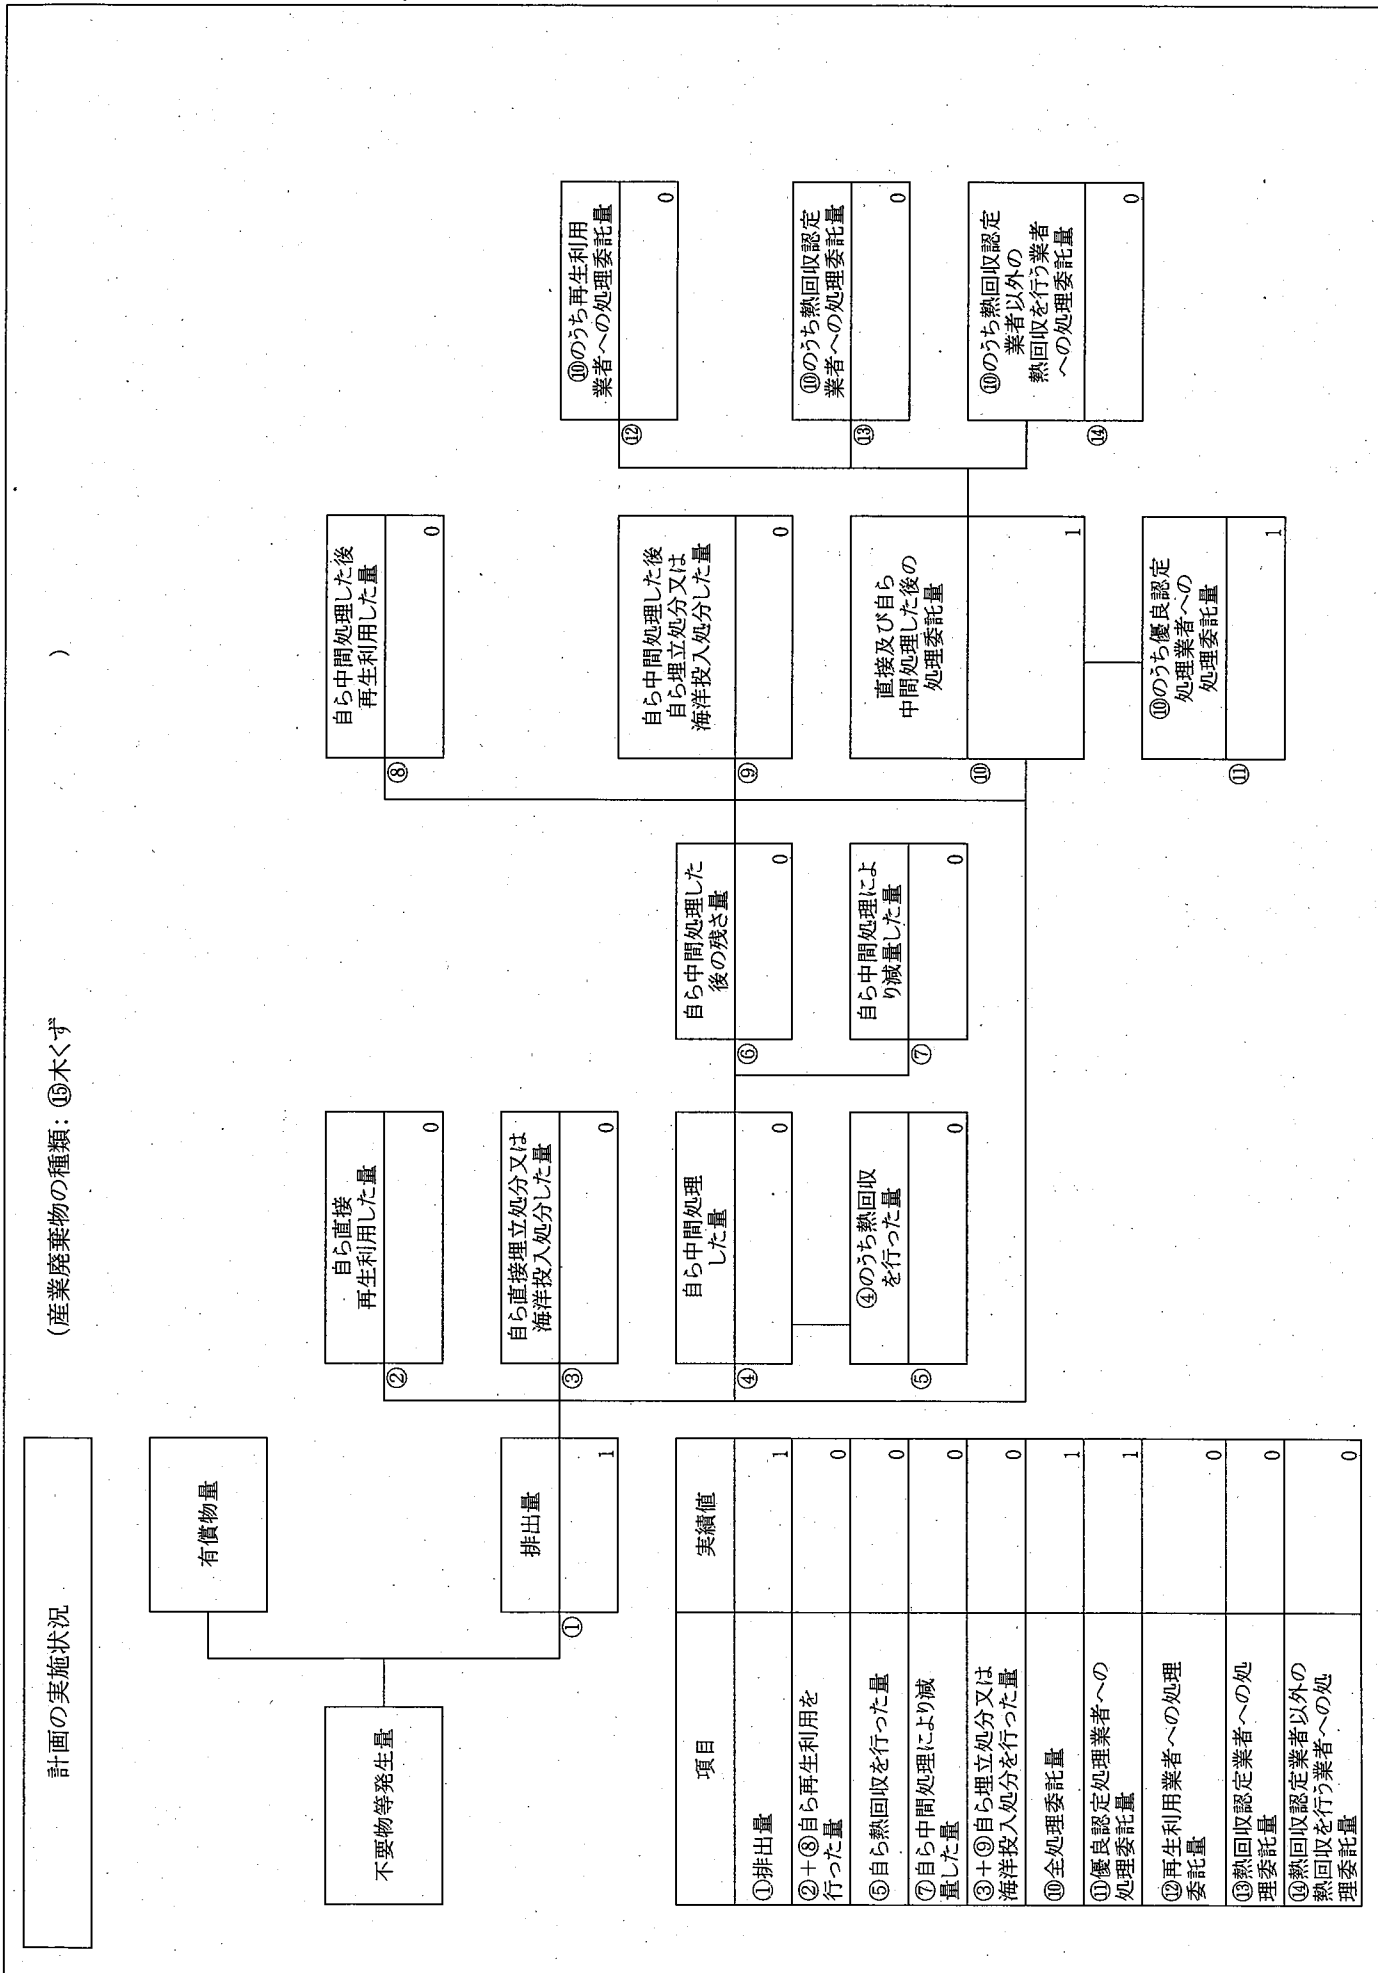 計画の実施状況
(産業廃棄物の種類：⑮木くず
)
不要物等発生量
有償物量
排出量
①
1
自ら直接
再生利用した量
②
0
自ら直接埋立処分又は
海洋投入処分した量
③
0
自ら中間処理
した量
④
0
④のうち熱回収
を行った量
⑤
0
自ら中間処理した
後の残さ量
⑥
0
自ら中間処理によ
り減量した量
⑦
0
自ら中間処理した後
再生利用した量
⑧
0
自ら中間処理した後
自ら埋立処分又は
海洋投入処分した量
⑨
0
直接及び自ら
中間処理した後の
処理委託量
⑩
1
⑩のうち優良認定
処理業者への
処理委託量
⑪
1
⑩のうち再生利用
業者への処理委託量
⑫
0
⑩のうち熱回収認定
業者への処理委託量
⑬
0
⑩のうち熱回収認定
業者以外の
熱回収を行う業者
への処理委託量
⑭
0
項目
実績値
①排出量
1
②+⑧自ら再生利用を
行った量
0
⑤自ら熱回収を行った量
0
⑦自ら中間処理により減
量した量
0
③+⑨自ら埋立処分又は
海洋投入処分を行った量
0
⑩全処理委託量
1
⑪優良認定処理業者への
処理委託量
1
⑫再生利用業者への処理
委託量
0
⑬熱回収認定業者への処
理委託量
0
⑭熱回収認定業者以外の
熱回収を行う業者への処
理委託量
0